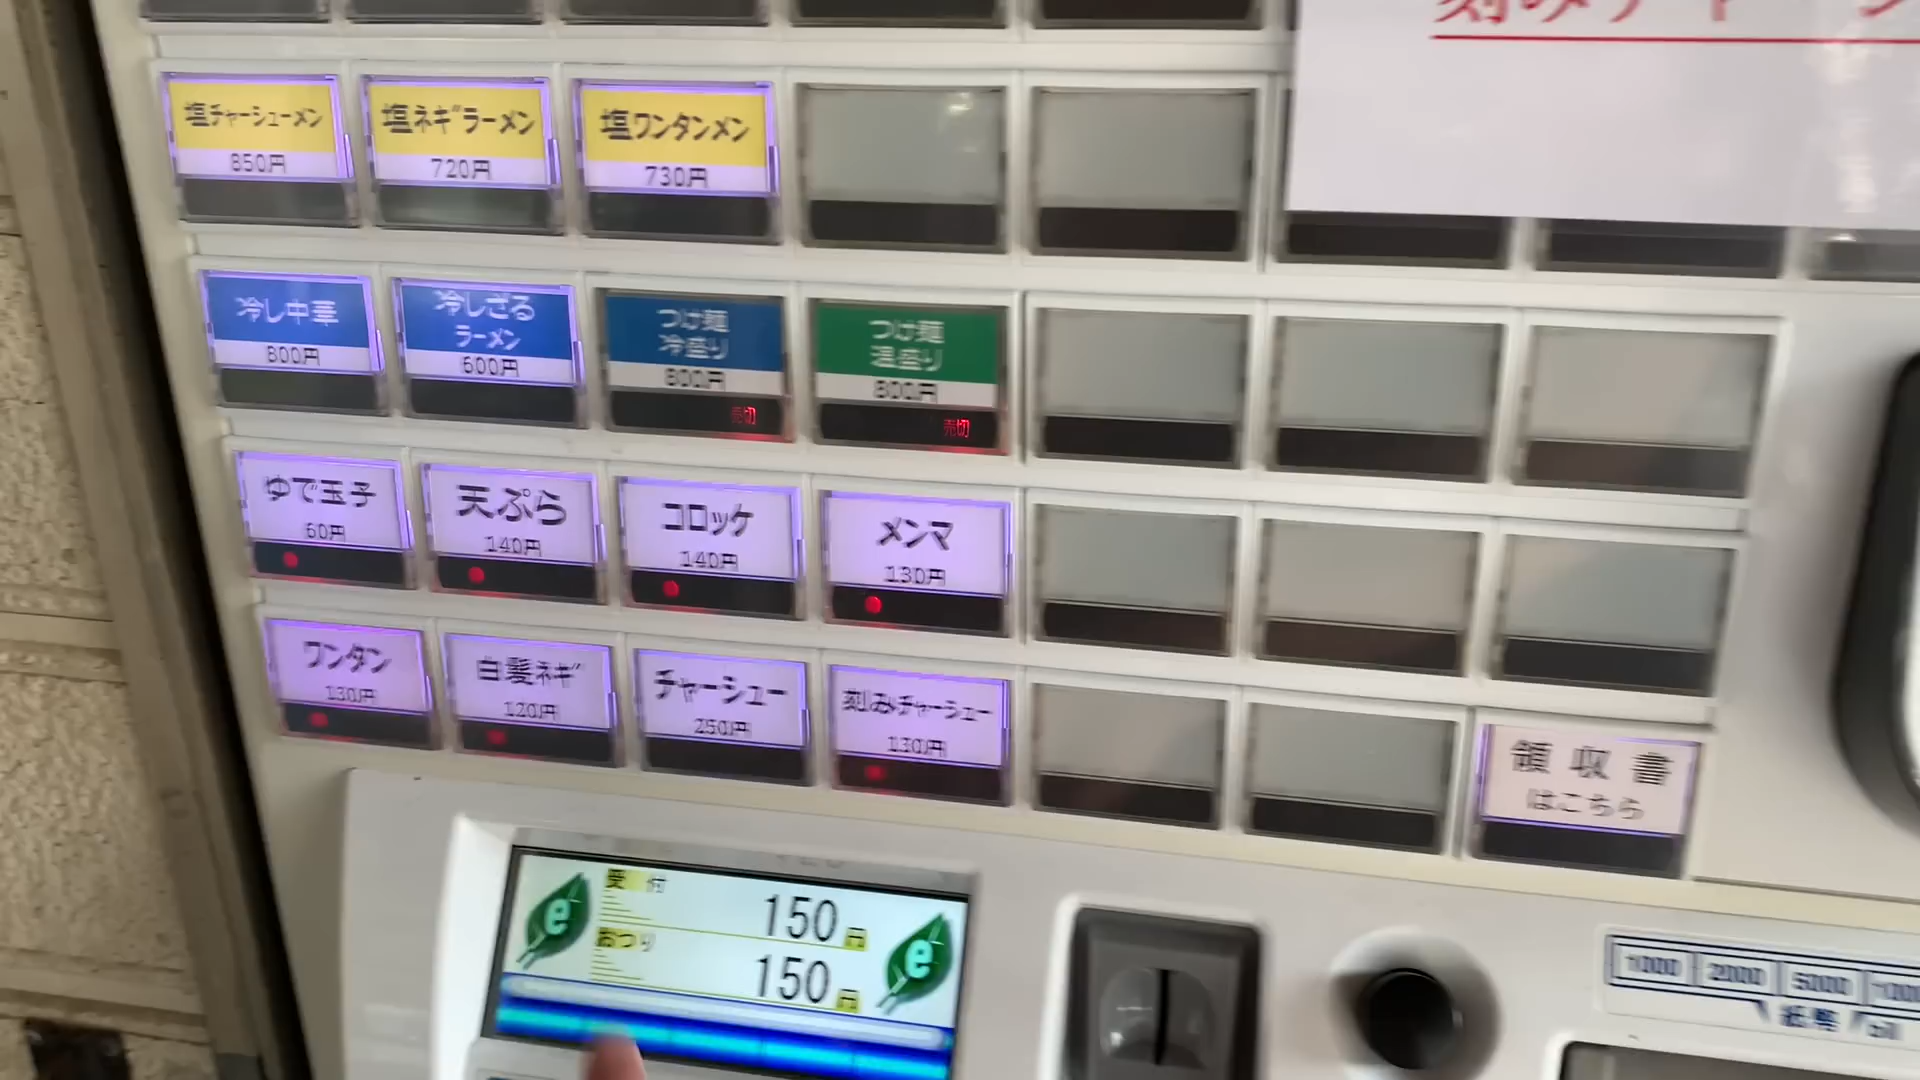 刻みチャーシ
塩チャーシューメン
850円
塩ネギラーメン
720円
塩ワンタンメン
730円
冷し中華
800円
冷しざる
ラーメン
600円
つけ麺
冷盛り
800円
売切
つけ麺
温盛り
800円
売切
ゆで玉子
60円
天ぷら
140円
コロッケ
140円
メンマ
130円
ワンタン
130円
白髪ネギ
120円
チャーシュー
250円
刻みチャーシュー
130円
領収書
はこちら
受付
150円
おつり
150円
e
e
1000 2000 5000
紙幣